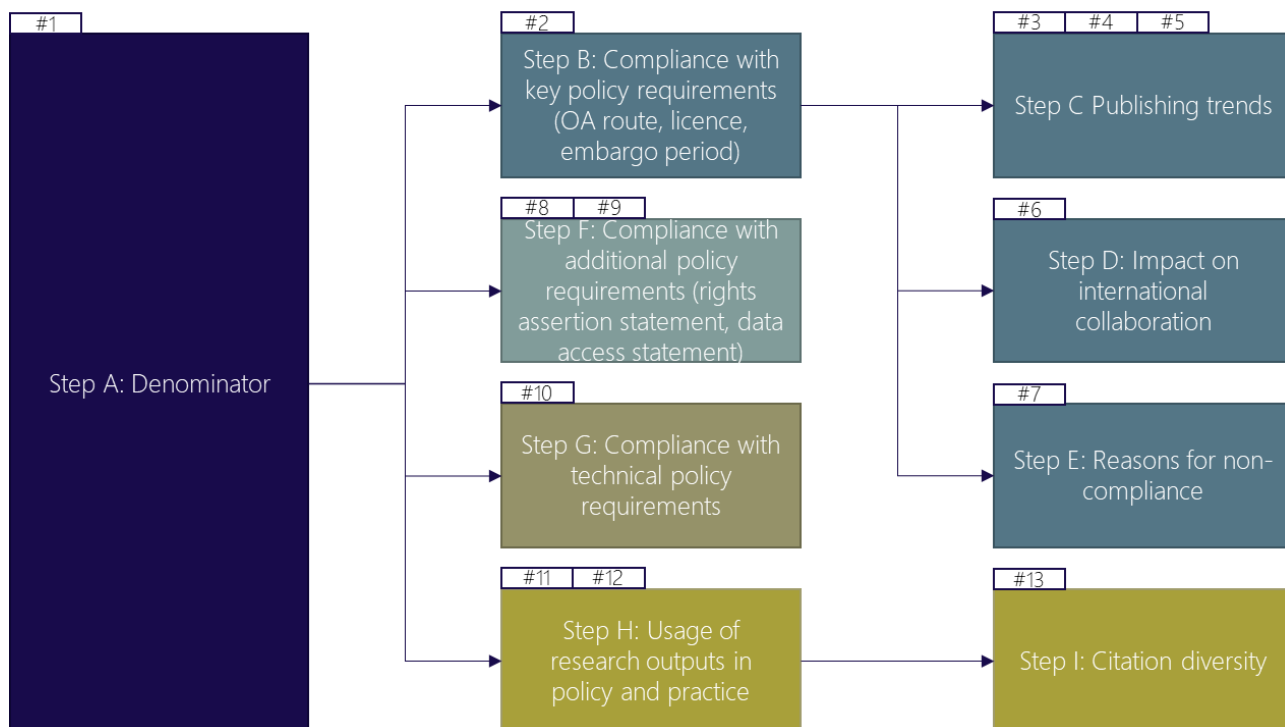 #1
Step A: Denominator
#2
Step B: Compliance with
key policy requirements
(OA route, licence,
embargo period)
#3 #4 #5
Step C Publishing trends
#8 #9
Step F: Compliance with
additional policy
requirements (rights
assertion statement, data
access statement)
#6
Step D: Impact on
international
collaboration
#10
Step G: Compliance with
technical policy
requirements
#7
Step E: Reasons for non-
compliance
#11 #12
Step H: Usage of
research outputs in
policy and practice
#13
Step I: Citation diversity